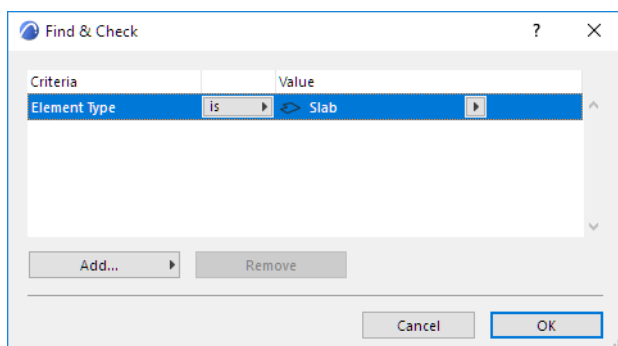 Find & Check ?
Criteria Value
Element Type is Slab
Add... Remove
Cancel OK